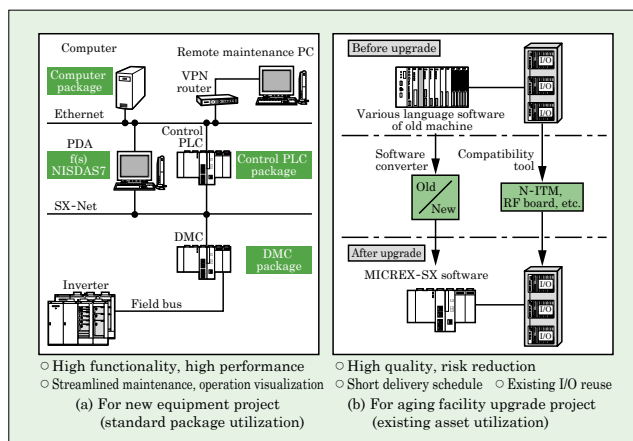 Computer
Remote maintenance PC
Computer
package
VPN
router
Ethernet
PDA
f(s)
NISDAS7
Control
PLC
Control PLC
package
SX-Net
DMC
DMC
package
Inverter
Field bus
○ High functionality, high performance
○ Streamlined maintenance, operation visualization
(a) For new equipment project
(standard package utilization)
Before upgrade
I/O
I/O
I/O
Various language software
of old machine
Software
converter
Compatibility
tool
Old
New
N-ITM,
RF board, etc.
After upgrade
MICREX-SX software
I/O
I/O
I/O
○ High quality, risk reduction
○ Short delivery schedule ○ Existing I/O reuse
(b) For aging facility upgrade project
(existing asset utilization)